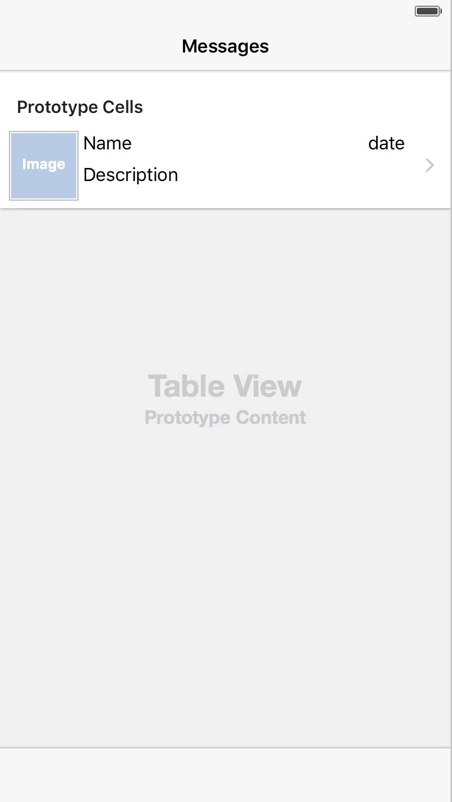 Messages
Prototype Cells
Image
Name date
Description
Table View
Prototype Content